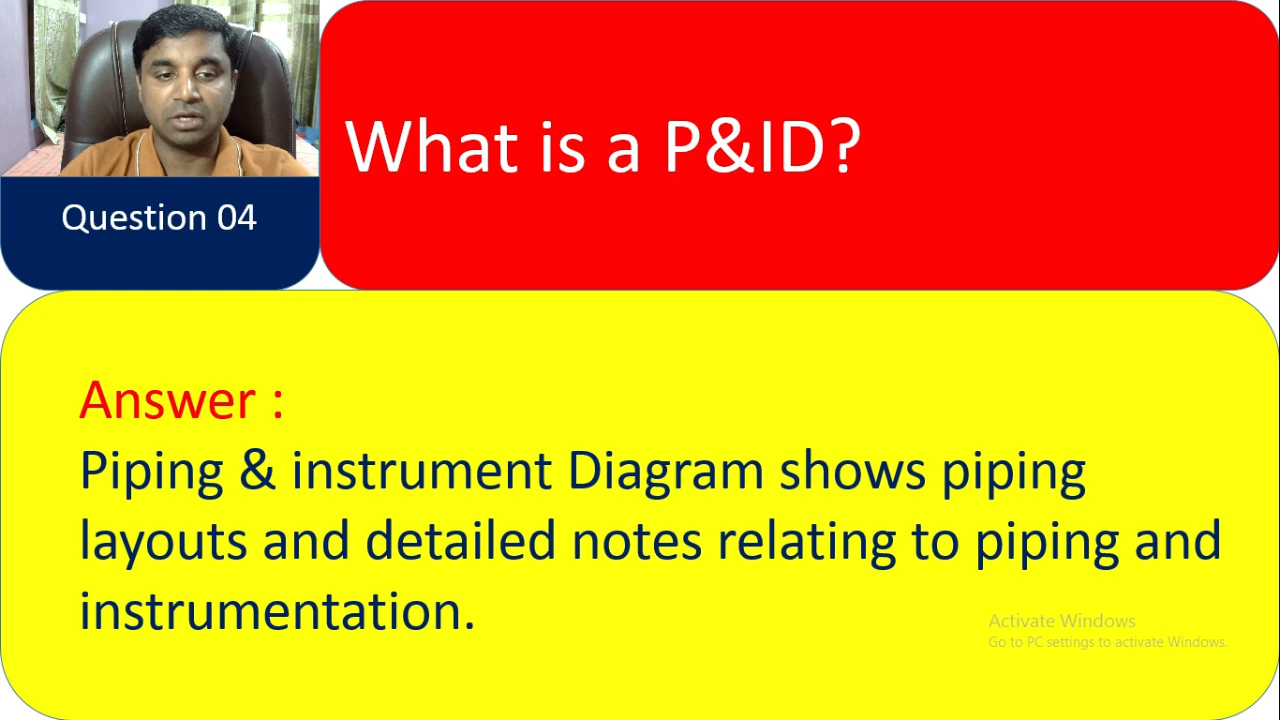 What is a P&ID?
Question 04
Answer :
Piping & instrument Diagram shows piping
layouts and detailed notes relating to piping and
instrumentation.
Activate Windows
Go to PC settings to activate Windows.